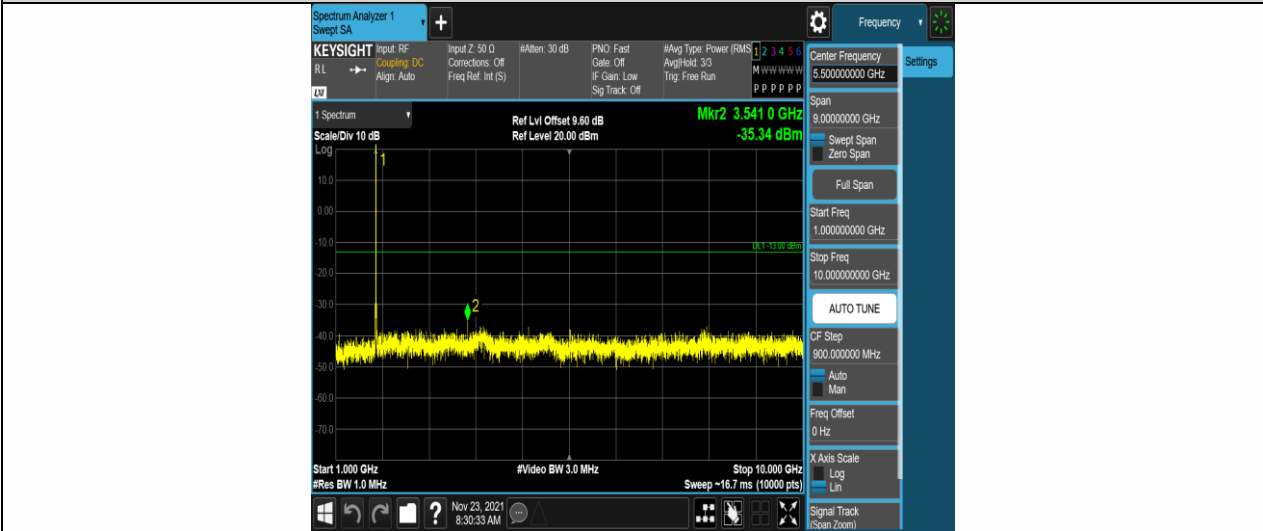 Spectrum Analyzer 1
Swept SA
+
Frequency
KEYSIGHT
RL
LXI
Input: RF
Coupling: DC
Align: Auto
Input Z: 50 Ω
Corrections: Off
Freq Ref: Int (S)
#Atten: 30 dB
PNO: Fast
Gate: Off
IF Gain: Low
Sig Track: Off
#Avg Type: Power (RMS
Avg|Hold: 3/3
Trig: Free Run
1 2 3 4 5 6
M W W W W W
P P P P P P
1 Spectrum
Scale/Div 10 dB
Log
Ref Lvl Offset 9.60 dB
Ref Level 20.00 dBm
Mkr2 3.541 0 GHz
-35.34 dBm
1
10.0
0.00
-10.0
DL1 -13.00 dBm
-20.0
-30.0
2
-40.0
-50.0
-60.0
-70.0
Start 1.000 GHz
#Res BW 1.0 MHz
#Video BW 3.0 MHz
Stop 10.000 GHz
Sweep ~16.7 ms (10000 pts)
?
Nov 23, 2021
8:30:33 AM
Center Frequency
5.500000000 GHz
Settings
Span
9.00000000 GHz
Swept Span
Zero Span
Full Span
Start Freq
1.000000000 GHz
Stop Freq
10.000000000 GHz
AUTO TUNE
CF Step
900.000000 MHz
Auto
Man
Freq Offset
0 Hz
X Axis Scale
Log
Lin
Signal Track
(Span Zoom)